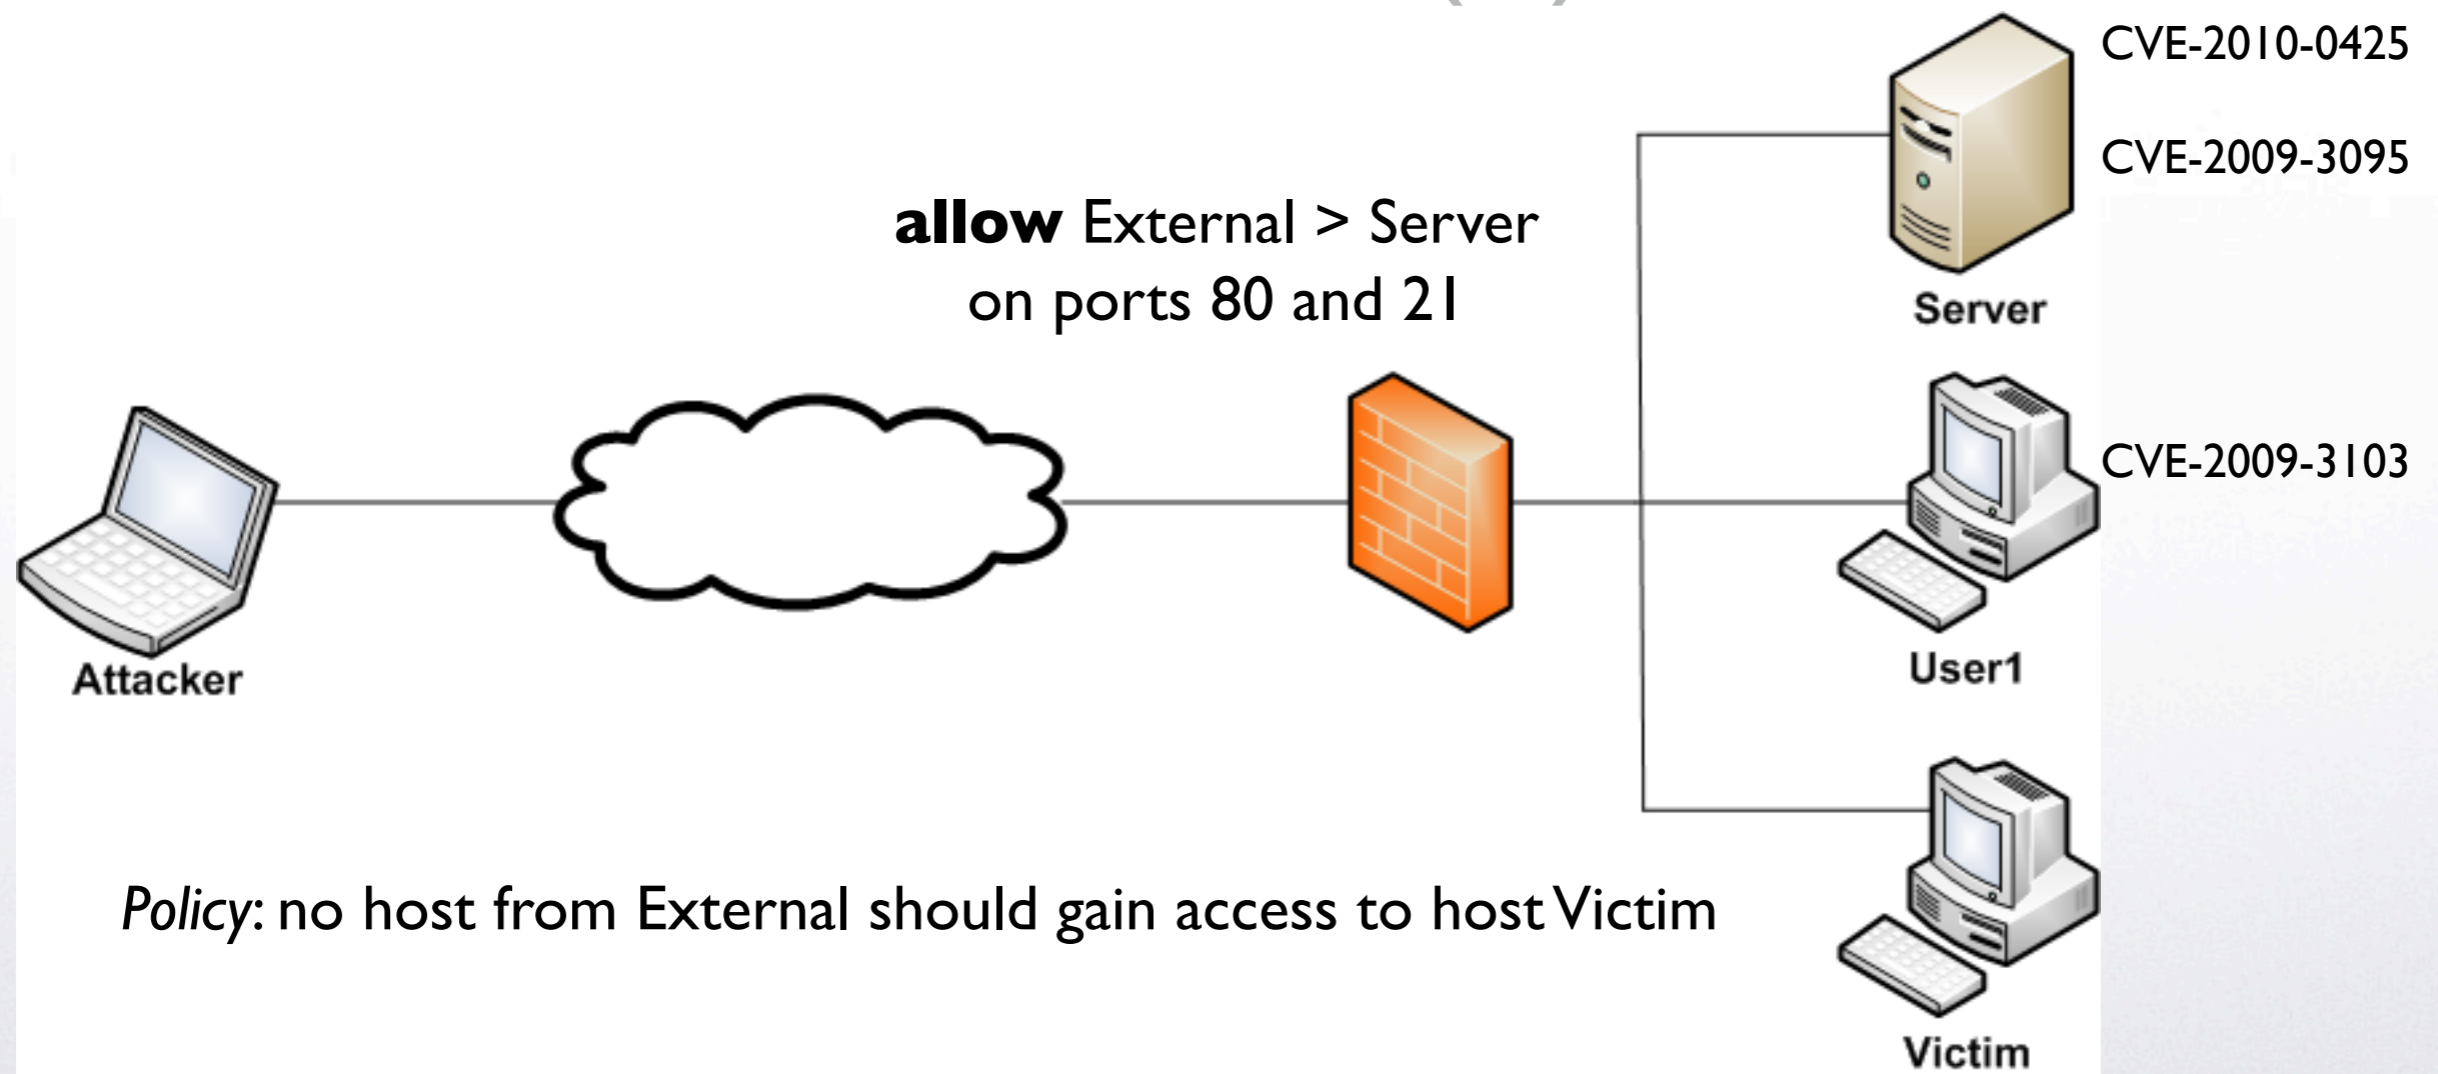 CVE-2010-0425
CVE-2009-3095
allow External > Server
on ports 80 and 21
Server
CVE-2009-3103
User1
Attacker
Policy: no host from External should gain access to host Victim
Victim